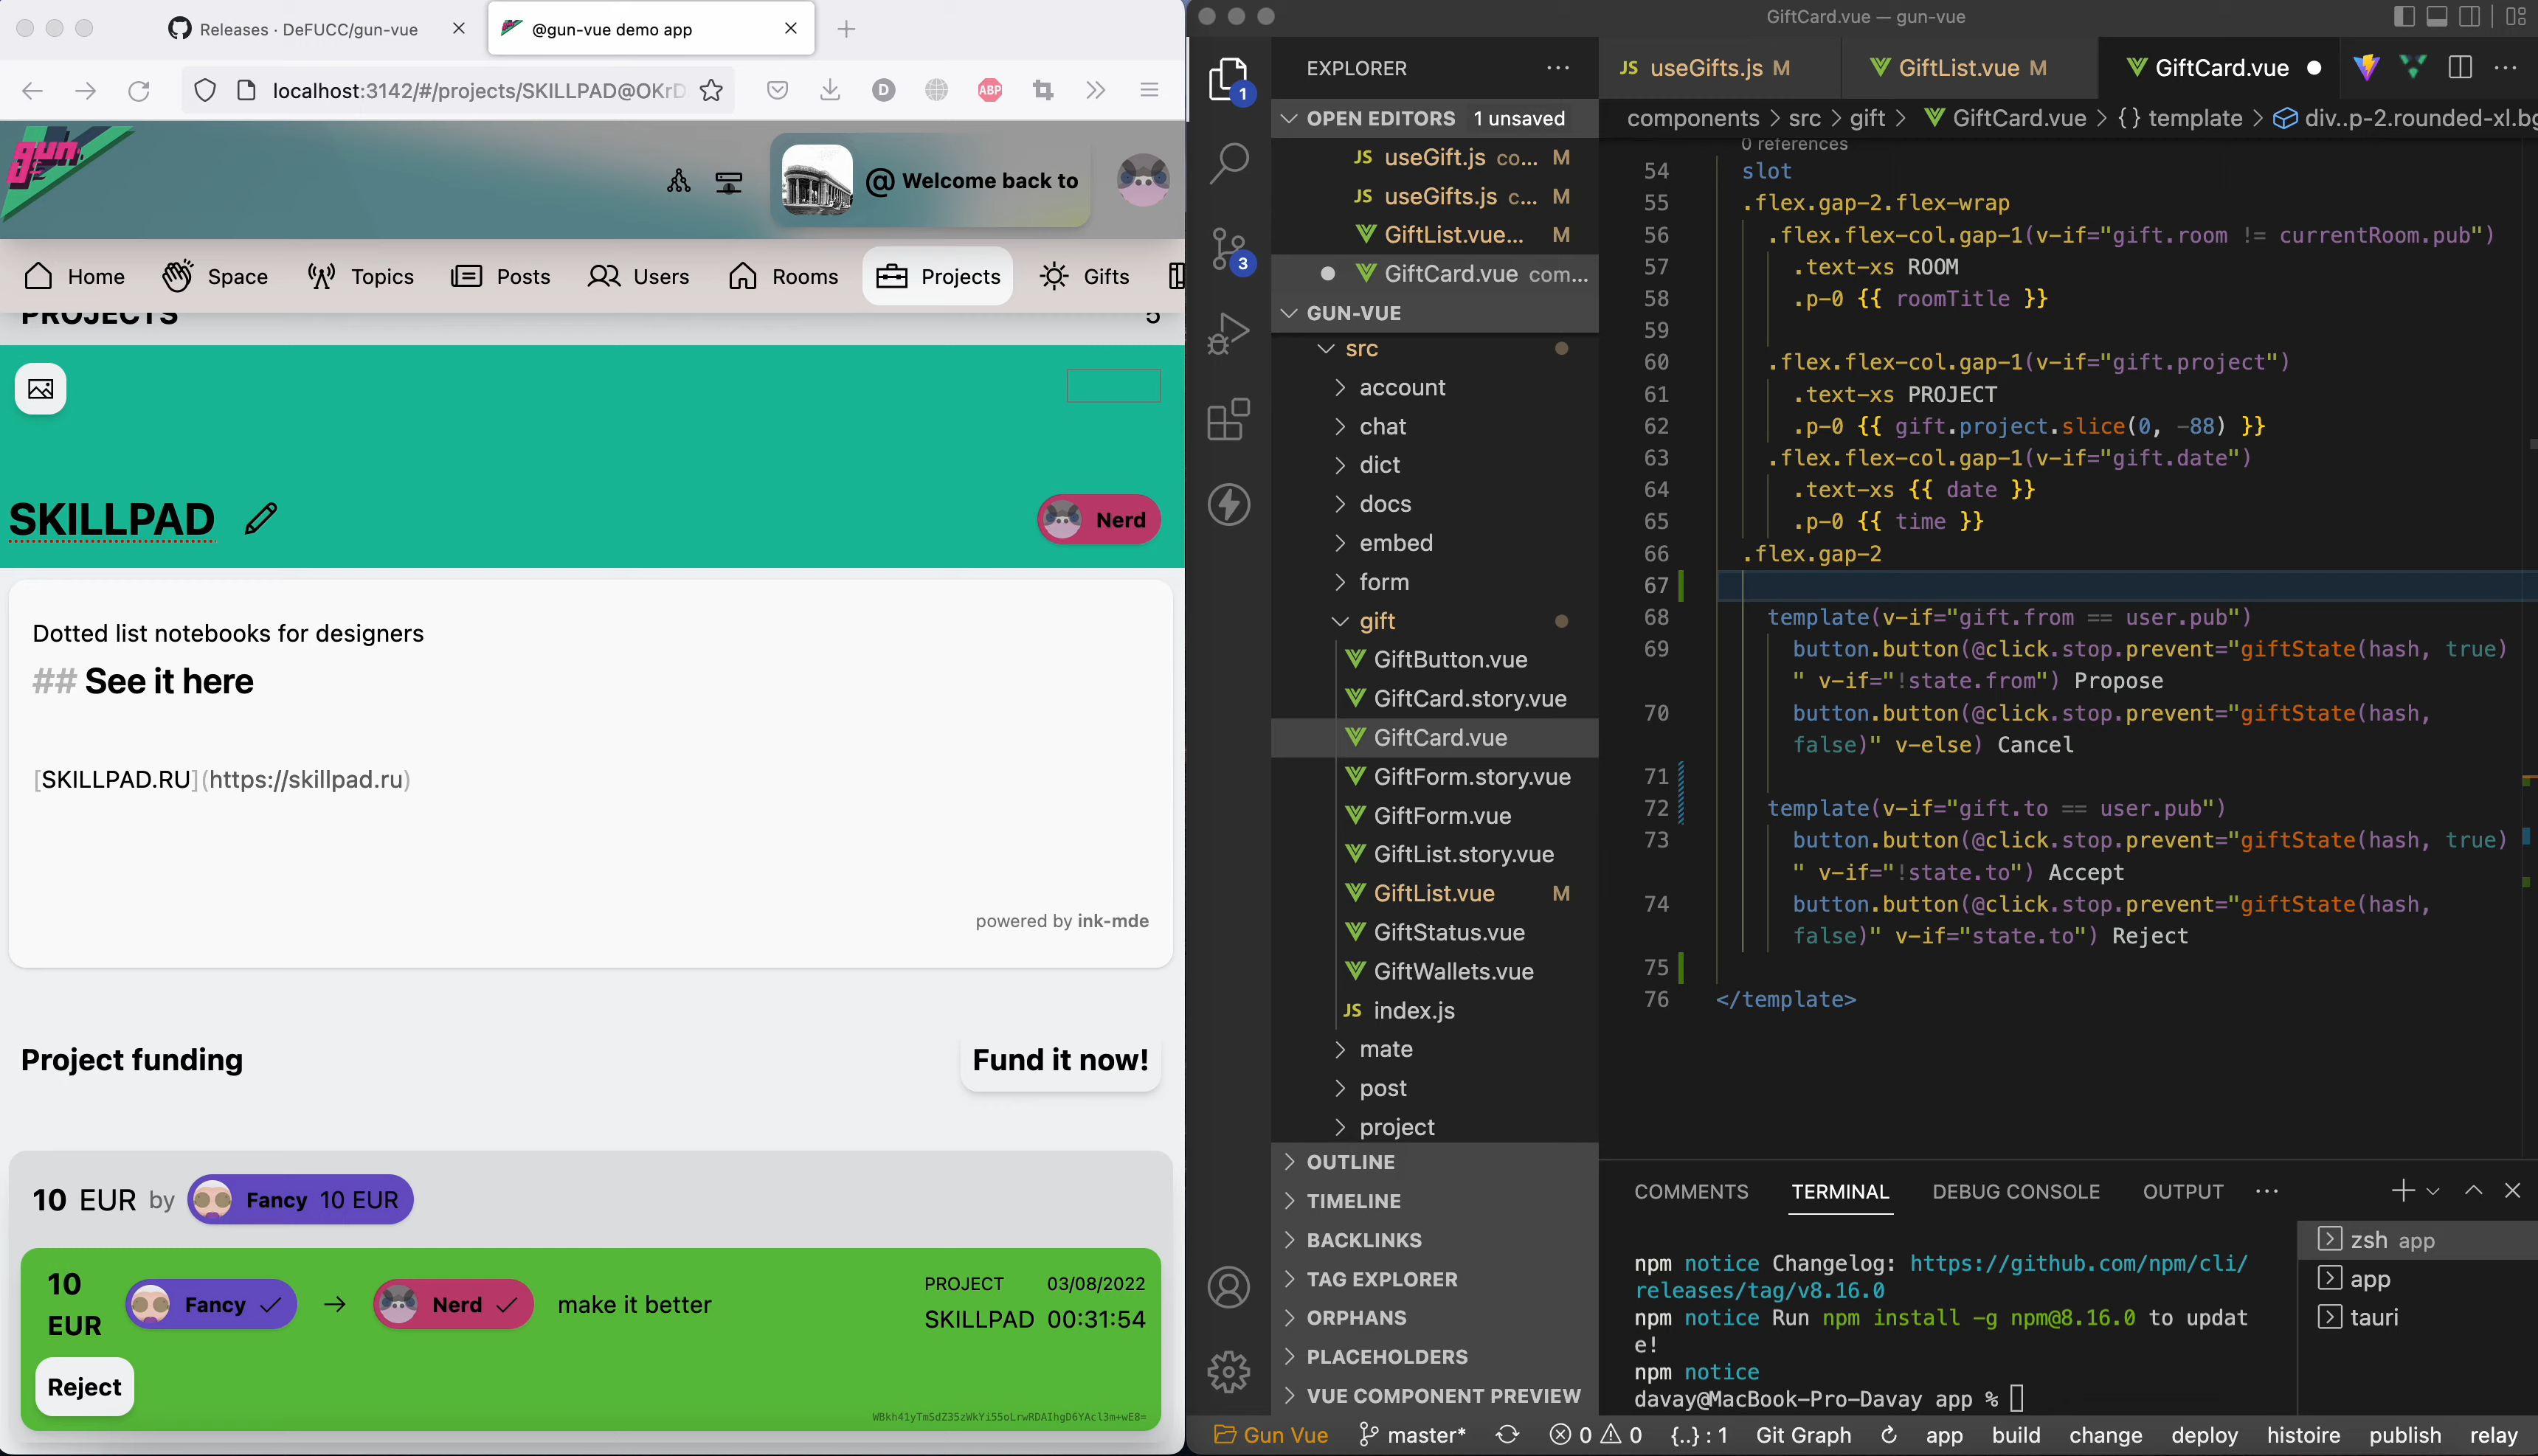 Releases · DeFUCC/gun-vue
@gun-vue demo app
localhost:3142/#/projects/SKILLPAD@OKrD
D
ABP
gun
@ Welcome back to
Home
Space
Topics
Posts
Users
Rooms
Projects
Gifts
PROJECTS
5
SKILLPAD
Nerd
Dotted list notebooks for designers
## See it here
[SKILLPAD.RU](https://skillpad.ru)
powered by ink-mde
Project funding
Fund it now!
10 EUR by Fancy 10 EUR
10 EUR
Fancy
→
Nerd
make it better
PROJECT
SKILLPAD
03/08/2022
00:31:54
Reject
WBkh41yTmSdZ35zWkYi55oLrwRDAIhgD6YAcl3m+wE8=
GiftCard.vue — gun-vue
1
3
EXPLORER
OPEN EDITORS 1 unsaved
JS useGift.js co... M
JS useGifts.js c... M
GiftList.vue... M
GiftCard.vue com...
GUN-VUE
src
account
chat
dict
docs
embed
form
gift
GiftButton.vue
GiftCard.story.vue
GiftCard.vue
GiftForm.story.vue
GiftForm.vue
GiftList.story.vue
GiftList.vue M
GiftStatus.vue
GiftWallets.vue
JS index.js
mate
post
project
OUTLINE
TIMELINE
BACKLINKS
TAG EXPLORER
ORPHANS
PLACEHOLDERS
VUE COMPONENT PREVIEW
JS useGifts.js M
GiftList.vue M
GiftCard.vue
components > src > gift > GiftCard.vue > {} template > div..p-2.rounded-xl.bg
0 references
54 slot
55 .flex.gap-2.flex-wrap
56 .flex.flex-col.gap-1(v-if="gift.room != currentRoom.pub")
57 .text-xs ROOM
58 .p-0 {{ roomTitle }}
59
60 .flex.flex-col.gap-1(v-if="gift.project")
61 .text-xs PROJECT
62 .p-0 {{ gift.project.slice(0, -88) }}
63 .flex.flex-col.gap-1(v-if="gift.date")
64 .text-xs {{ date }}
65 .p-0 {{ time }}
66 .flex.gap-2
67
68 template(v-if="gift.from == user.pub")
69 button.button(@click.stop.prevent="giftState(hash, true)
" v-if="!state.from") Propose
70 button.button(@click.stop.prevent="giftState(hash,
false)" v-else) Cancel
71
72 template(v-if="gift.to == user.pub")
73 button.button(@click.stop.prevent="giftState(hash, true)
" v-if="!state.to") Accept
74 button.button(@click.stop.prevent="giftState(hash,
false)" v-if="state.to") Reject
75
76 </template>
COMMENTS
TERMINAL
DEBUG CONSOLE
OUTPUT
npm notice Changelog: https://github.com/npm/cli/
releases/tag/v8.16.0
npm notice Run npm install -g npm@8.16.0 to updat
e!
npm notice
davay@MacBook-Pro-Davay app %
zsh app
app
tauri
Gun Vue
master*
0
0
{..} : 1
Git Graph
app
build
change
deploy
histoire
publish
relay